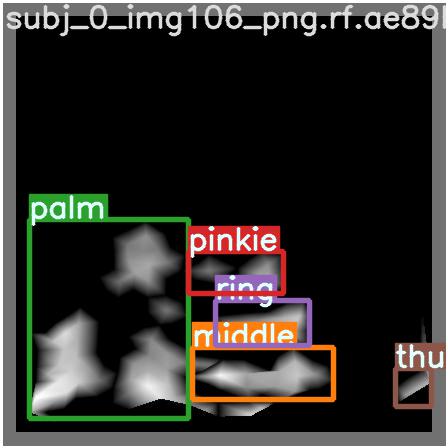 subj_0_img106_png.rf.ae89
palm
pinkie
ring
middle
thu